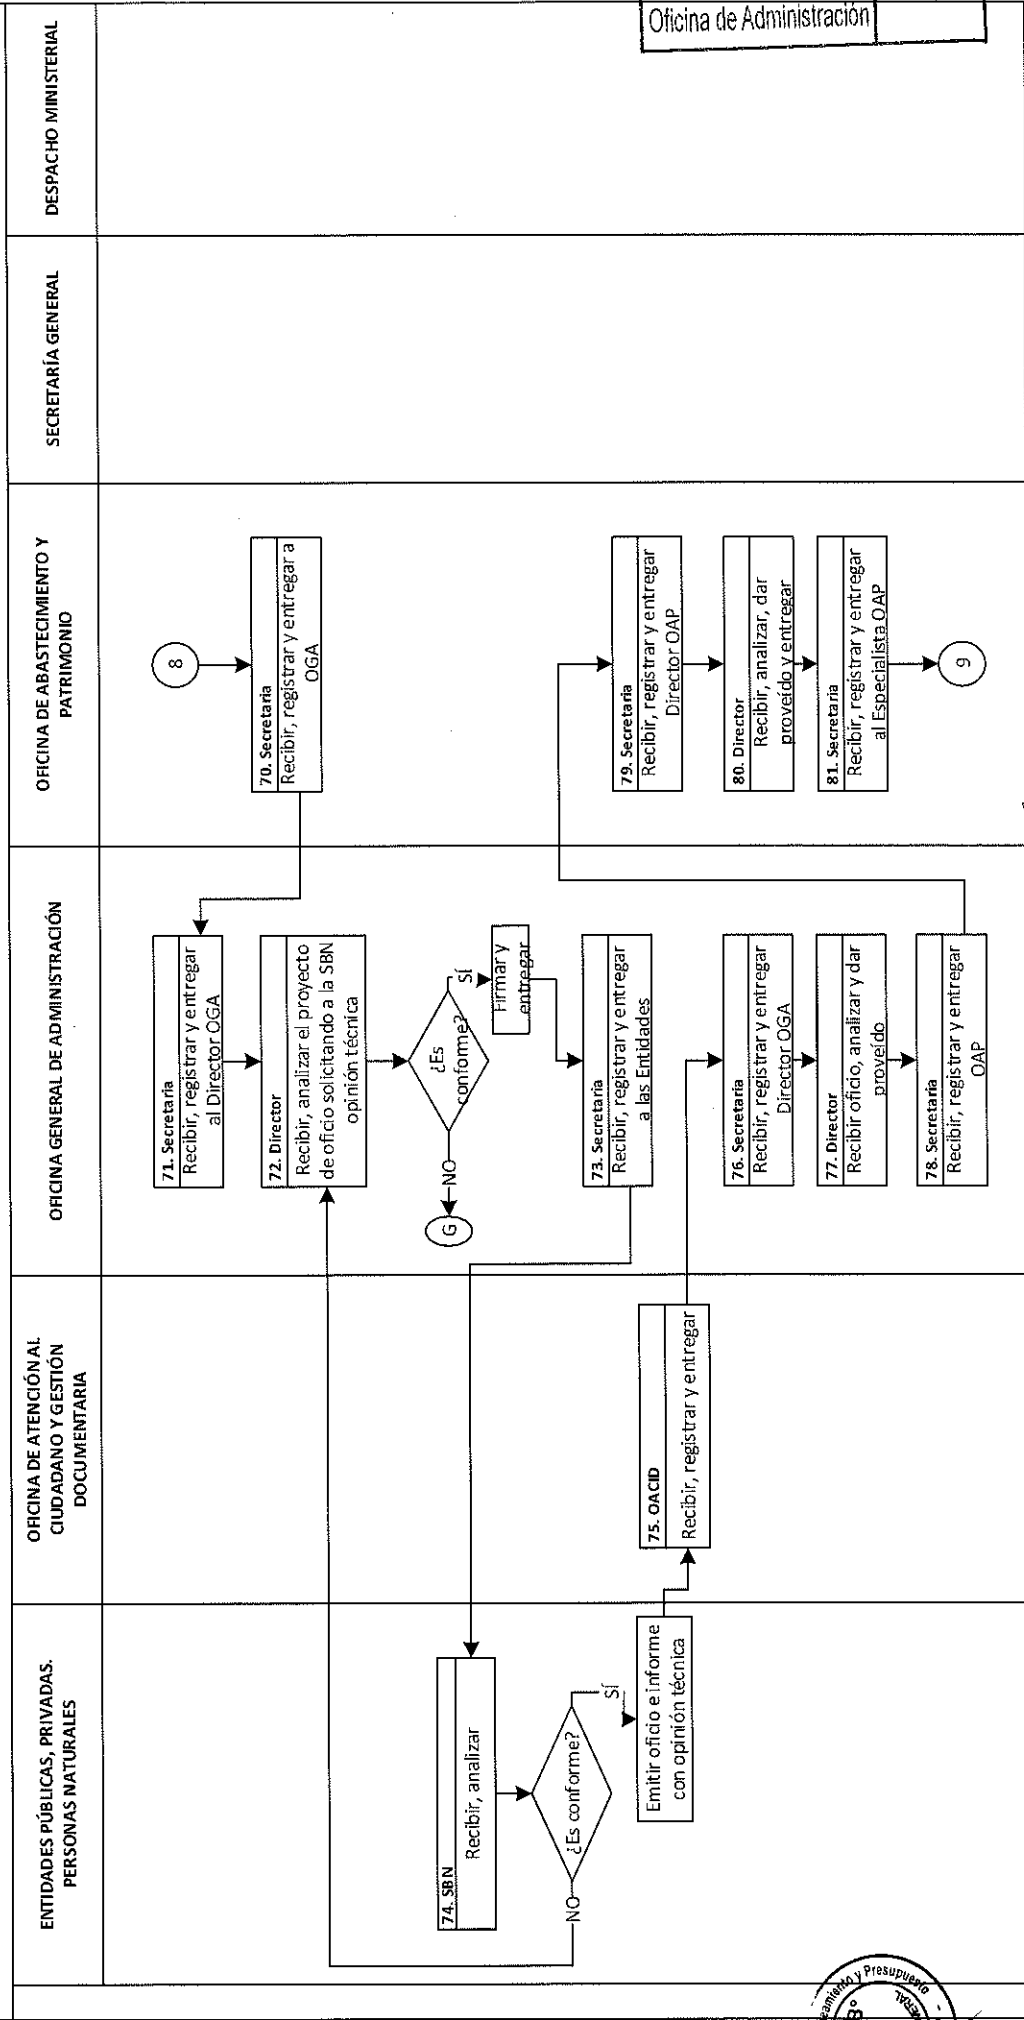 ENTIDADES PÚBLICAS, PRIVADAS.
PERSONAS NATURALES
OFICINA DE ATENCIÓN AL
CIUDADANO Y GESTIÓN
DOCUMENTARIA
OFICINA GENERAL DE ADMINISTRACIÓN
OFICINA DE ABASTECIMIENTO Y
PATRIMONIO
SECRETARÍA GENERAL
DESPACHO MINISTERIAL
8
70. Secretaria
Recibir, registrar y entregar a
OGA
71. Secretaria
Recibir, registrar y entregar
al Director OGA
72. Director
Recibir, analizar el proyecto
de oficio solicitando a la SBN
opinión técnica
¿Es
conforme?
NO
G
SÍ
Firmar y
entregar
73. Secretaria
Recibir, registrar y entregar
a las Entidades
74. SBN
Recibir, analizar
¿Es conforme?
NO
SÍ
Emitir oficio e informe
con opinión técnica
75. OACID
Recibir, registrar y entregar
76. Secretaria
Recibir, registrar y entregar
Director OGA
77. Director
Recibir oficio, analizar y dar
proveído
78. Secretaria
Recibir, registrar y entregar
OAP
79. Secretaria
Recibir, registrar y entregar
Director OAP
80. Director
Recibir, analizar, dar
proveído y entregar
81. Secretaria
Recibir, registrar y entregar
al Especialista OAP
9
Oficina de Administración
y Presupuesto